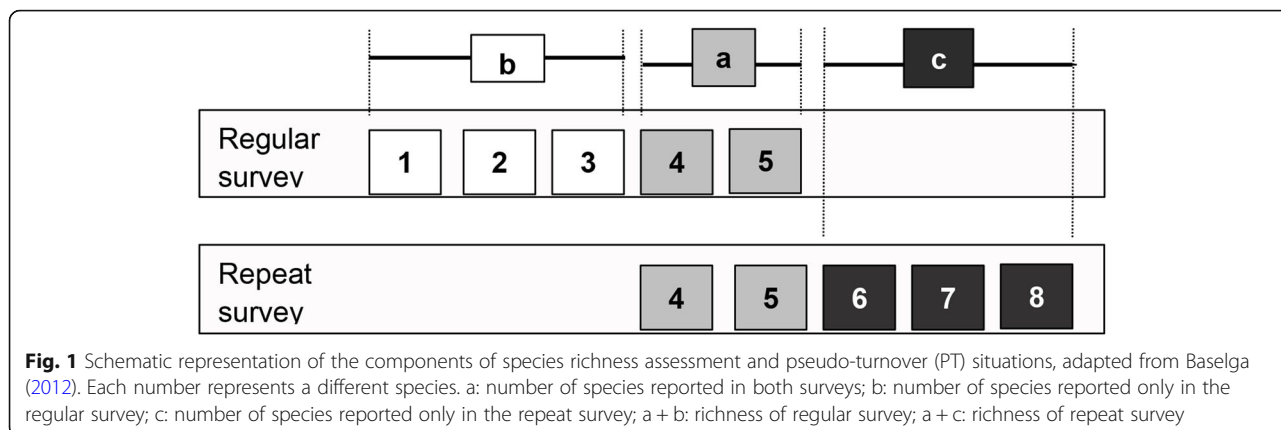 b a c
Regular
survey
1 2 3 4 5
Repeat
survey
4 5 6 7 8
Fig. 1 Schematic representation of the components of species richness assessment and pseudo-turnover (PT) situations, adapted from Baselga
(2012). Each number represents a different species. a: number of species reported in both surveys; b: number of species reported only in the
regular survey; c: number of species reported only in the repeat survey; a + b: richness of regular survey; a + c: richness of repeat survey